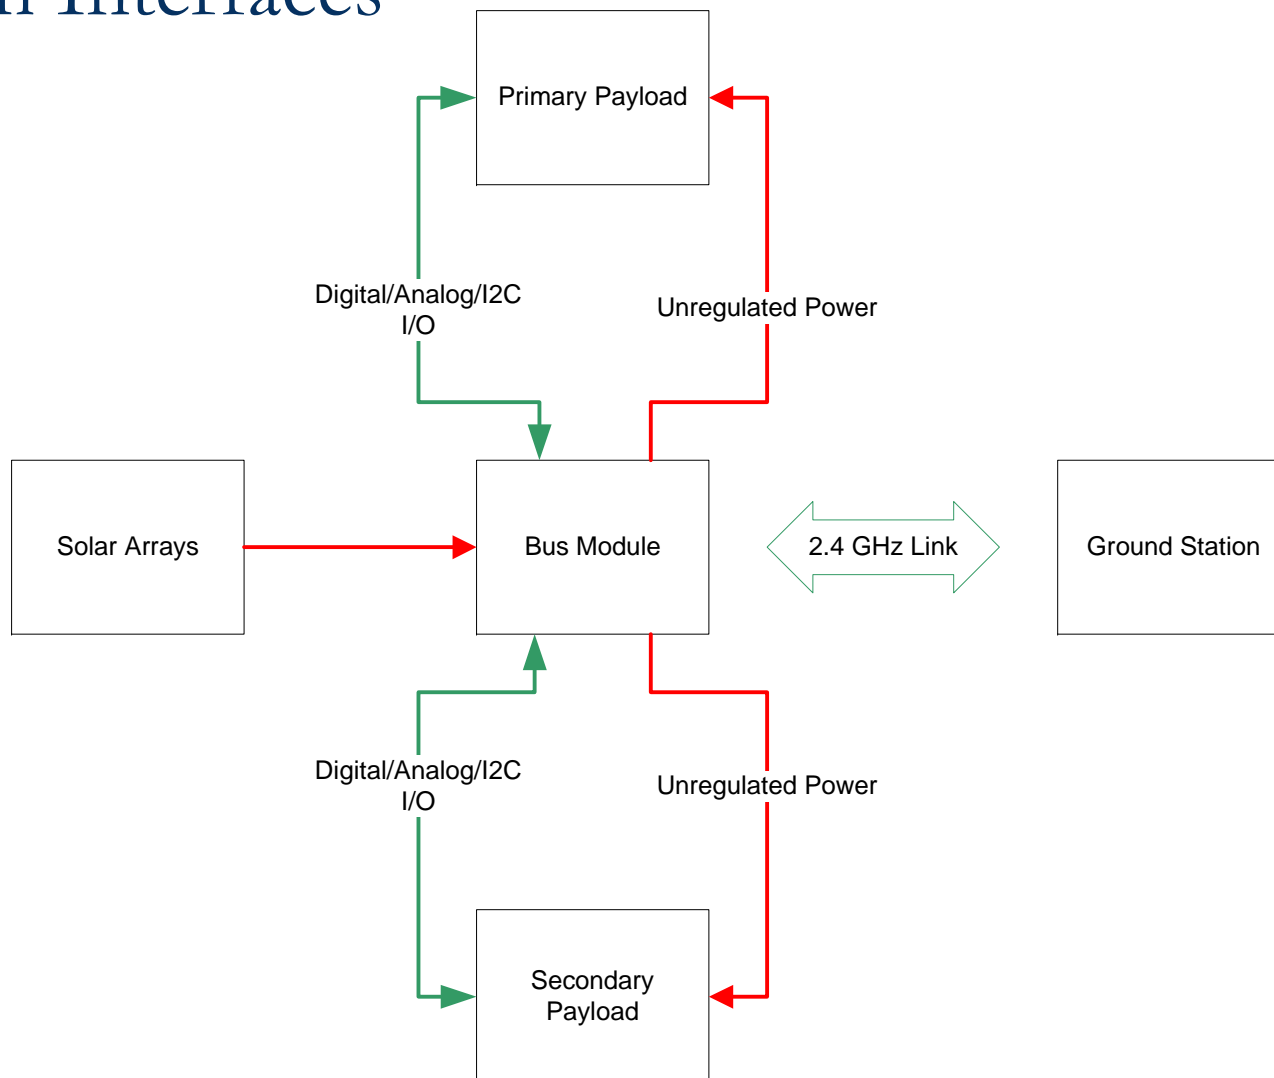 Interfaces
Primary Payload
Digital/Analog/I2C
I/O
Unregulated Power
Solar Arrays
Bus Module
2.4 GHz Link
Ground Station
Digital/Analog/I2C
I/O
Unregulated Power
Secondary
Payload